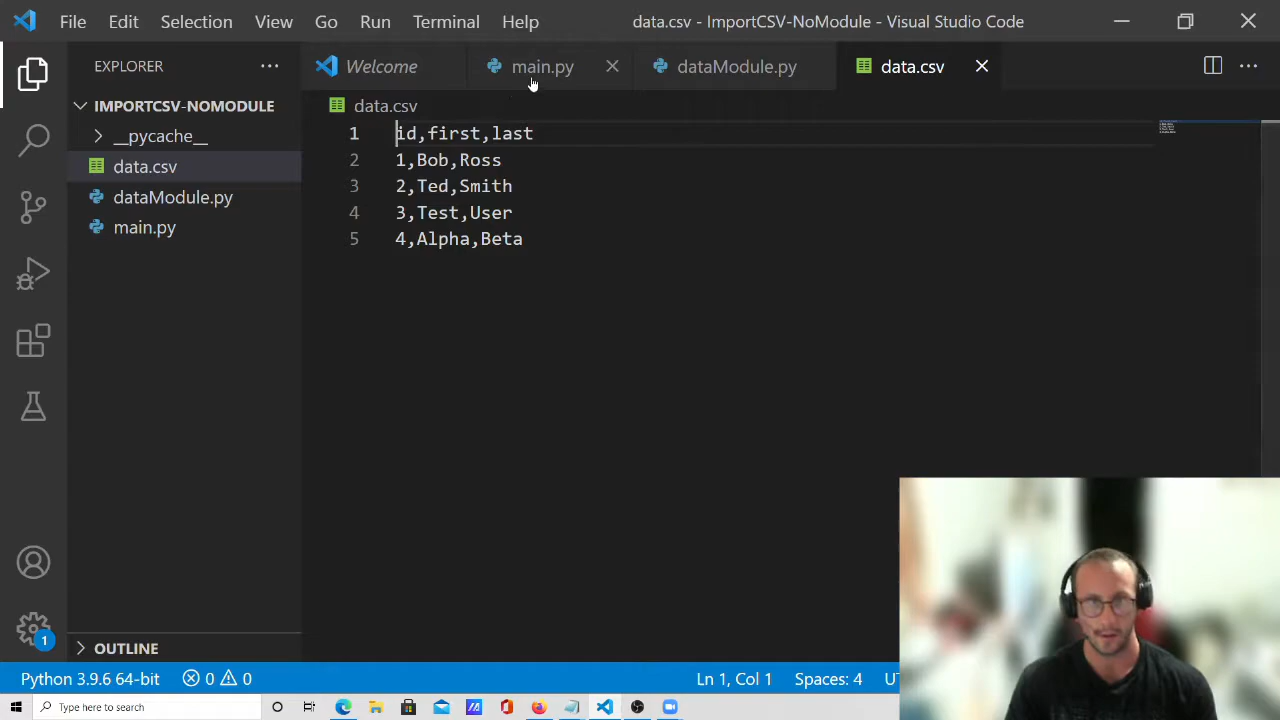 File Edit Selection View Go Run Terminal Help data.csv - ImportCSV-NoModule - Visual Studio Code
EXPLORER
IMPORTCSV-NOMODULE
__pycache__
data.csv
dataModule.py
main.py
OUTLINE
Welcome main.py dataModule.py data.csv
data.csv
1 id,first,last
2 1,Bob,Ross
3 2,Ted,Smith
4 3,Test,User
5 4,Alpha,Beta
1
Python 3.9.6 64-bit 0 0 Ln 1, Col 1 Spaces: 4
Type here to search